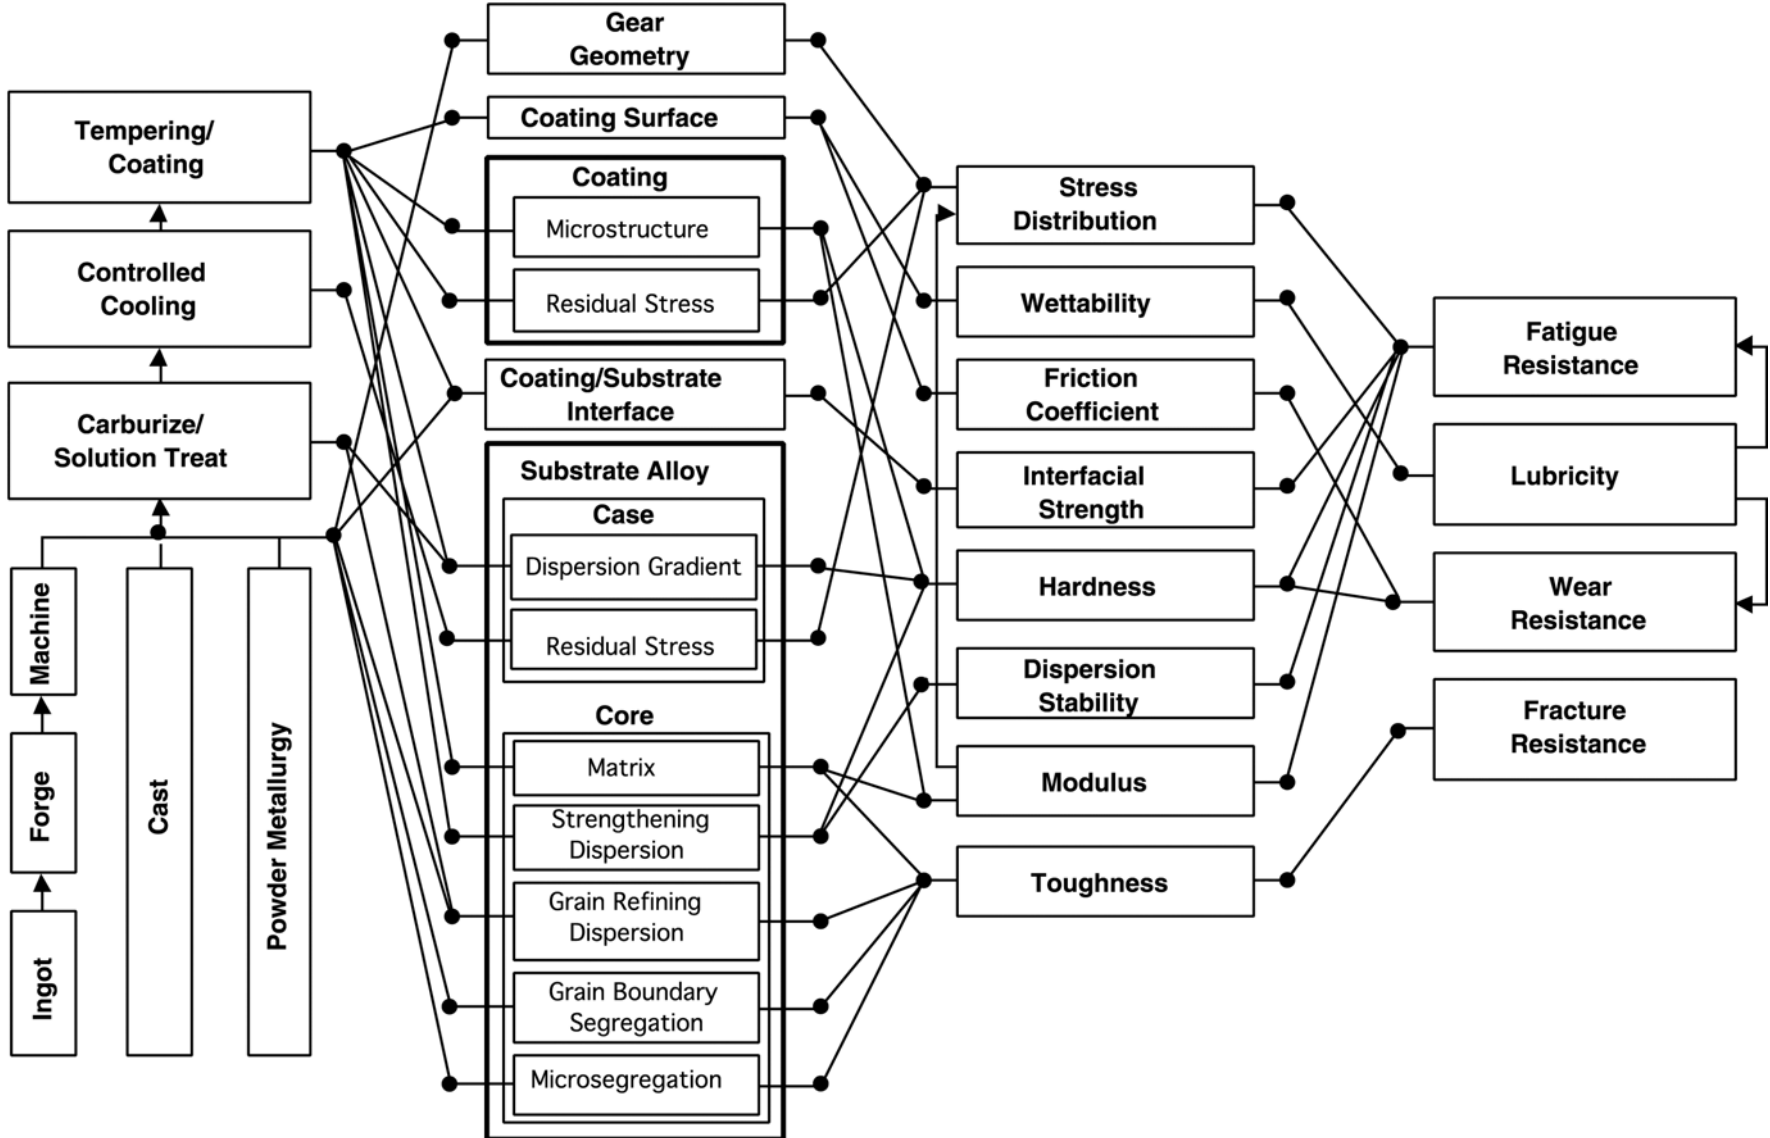 Tempering/
Coating
Controlled
Cooling
Carburize/
Solution Treat
Machine
Forge
Ingot
Cast
Powder Metallurgy
Gear
Geometry
Coating Surface
Coating
Microstructure
Residual Stress
Coating/Substrate
Interface
Substrate Alloy
Case
Dispersion Gradient
Residual Stress
Core
Matrix
Strengthening
Dispersion
Grain Refining
Dispersion
Grain Boundary
Segregation
Microsegregation
Stress
Distribution
Wettability
Friction
Coefficient
Interfacial
Strength
Hardness
Dispersion
Stability
Modulus
Toughness
Fatigue
Resistance
Lubricity
Wear
Resistance
Fracture
Resistance